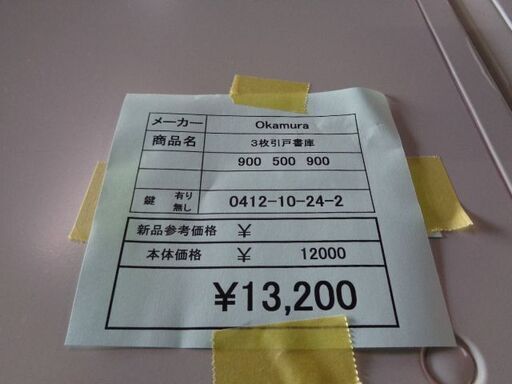 メーカー Okamura
商品名 3枚引戸書庫
900 500 900
鍵 有り 無し 0412-10-24-2
新品参考価格 ¥
本体価格 ¥ 12000
¥13,200